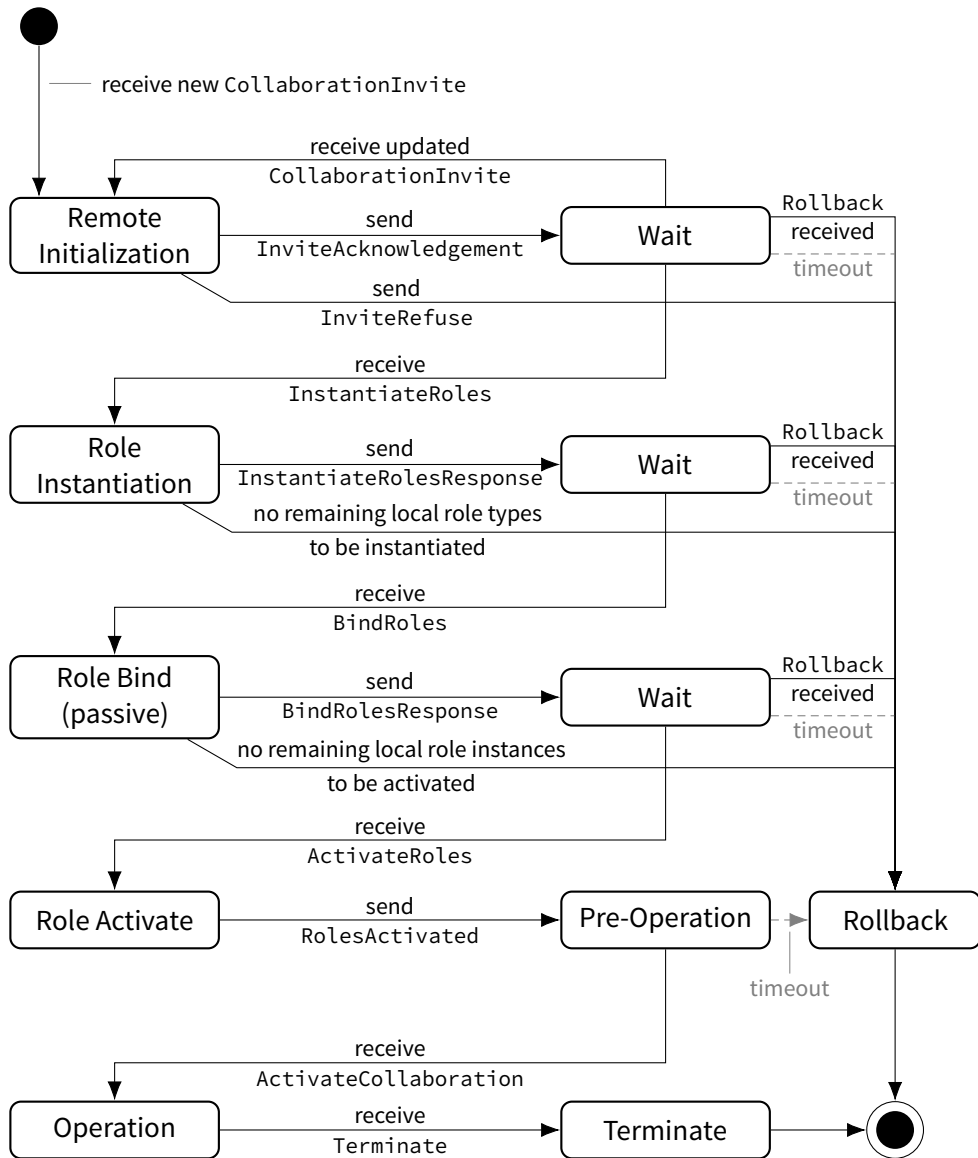 receive new CollaborationInvite
receive updated
CollaborationInvite
Remote
Initialization
send
InviteAcknowledgement
Wait
Rollback
received
timeout
send
InviteRefuse
receive
InstantiateRoles
Role
Instantiation
send
InstantiateRolesResponse
Wait
Rollback
received
timeout
no remaining local role types
to be instantiated
receive
BindRoles
Role Bind
(passive)
send
BindRolesResponse
Wait
Rollback
received
timeout
no remaining local role instances
to be activated
receive
ActivateRoles
Role Activate
send
RolesActivated
Pre-Operation
timeout
Rollback
receive
ActivateCollaboration
Operation
receive
Terminate
Terminate